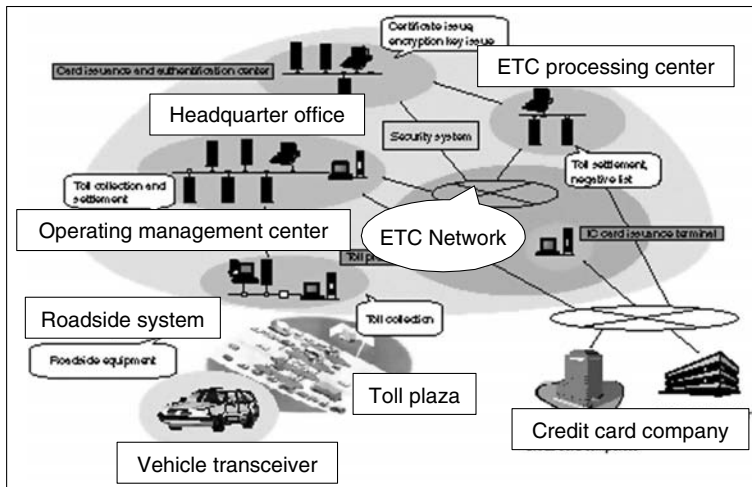 Certificate issue,
encryption key issue
Card issuance and authentification center
ETC processing center
Headquarter office
Security system
Toll settlement,
negative list
Toll collection and
settlement
Operating management center
ETC Network
IC card issuance terminal
Toll
Roadside system
Toll collection
Roadside equipment
Toll plaza
Credit card company
Vehicle transceiver